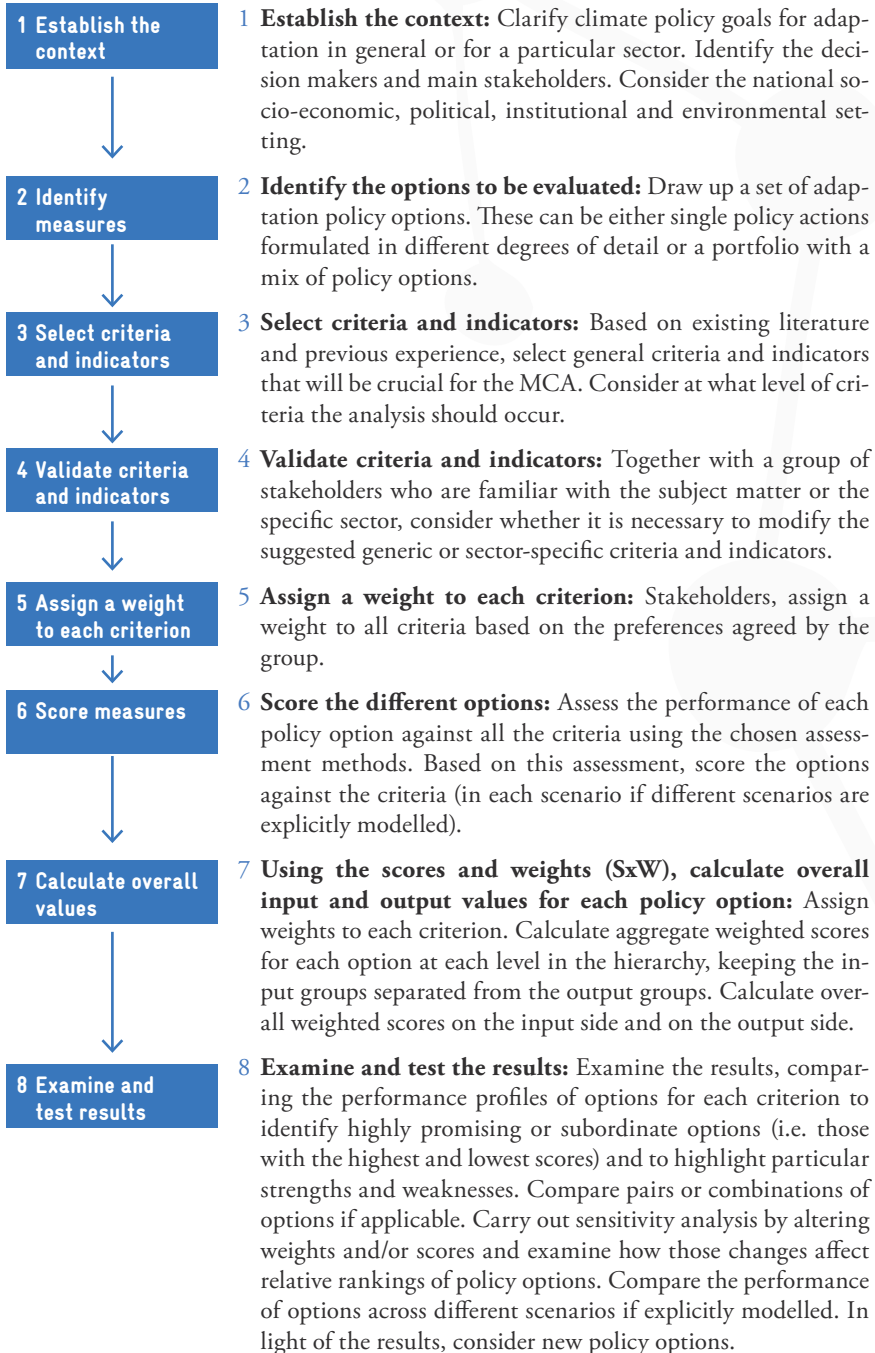 1 Establish the
context
1 Establish the context: Clarify climate policy goals for adap-
tation in general or for a particular sector. Identify the deci-
sion makers and main stakeholders. Consider the national so-
cio-economic, political, institutional and environmental set-
ting.
2 Identify
measures
2 Identify the options to be evaluated: Draw up a set of adap-
tation policy options. These can be either single policy actions
formulated in different degrees of detail or a portfolio with a
mix of policy options.
3 Select criteria
and indicators
3 Select criteria and indicators: Based on existing literature
and previous experience, select general criteria and indicators
that will be crucial for the MCA. Consider at what level of cri-
teria the analysis should occur.
4 Validate criteria
and indicators
4 Validate criteria and indicators: Together with a group of
stakeholders who are familiar with the subject matter or the
specific sector, consider whether it is necessary to modify the
suggested generic or sector-specific criteria and indicators.
5 Assign a weight
to each criterion
5 Assign a weight to each criterion: Stakeholders, assign a
weight to all criteria based on the preferences agreed by the
group.
6 Score measures
6 Score the different options: Assess the performance of each
policy option against all the criteria using the chosen assess-
ment methods. Based on this assessment, score the options
against the criteria (in each scenario if different scenarios are
explicitly modelled).
7 Calculate overall
values
7 Using the scores and weights (SxW), calculate overall
input and output values for each policy option: Assign
weights to each criterion. Calculate aggregate weighted scores
for each option at each level in the hierarchy, keeping the in-
put groups separated from the output groups. Calculate over-
all weighted scores on the input side and on the output side.
8 Examine and
test results
8 Examine and test the results: Examine the results, compar-
ing the performance profiles of options for each criterion to
identify highly promising or subordinate options (i.e. those
with the highest and lowest scores) and to highlight particular
strengths and weaknesses. Compare pairs or combinations of
options if applicable. Carry out sensitivity analysis by altering
weights and/or scores and examine how those changes affect
relative rankings of policy options. Compare the performance
of options across different scenarios if explicitly modelled. In
light of the results, consider new policy options.